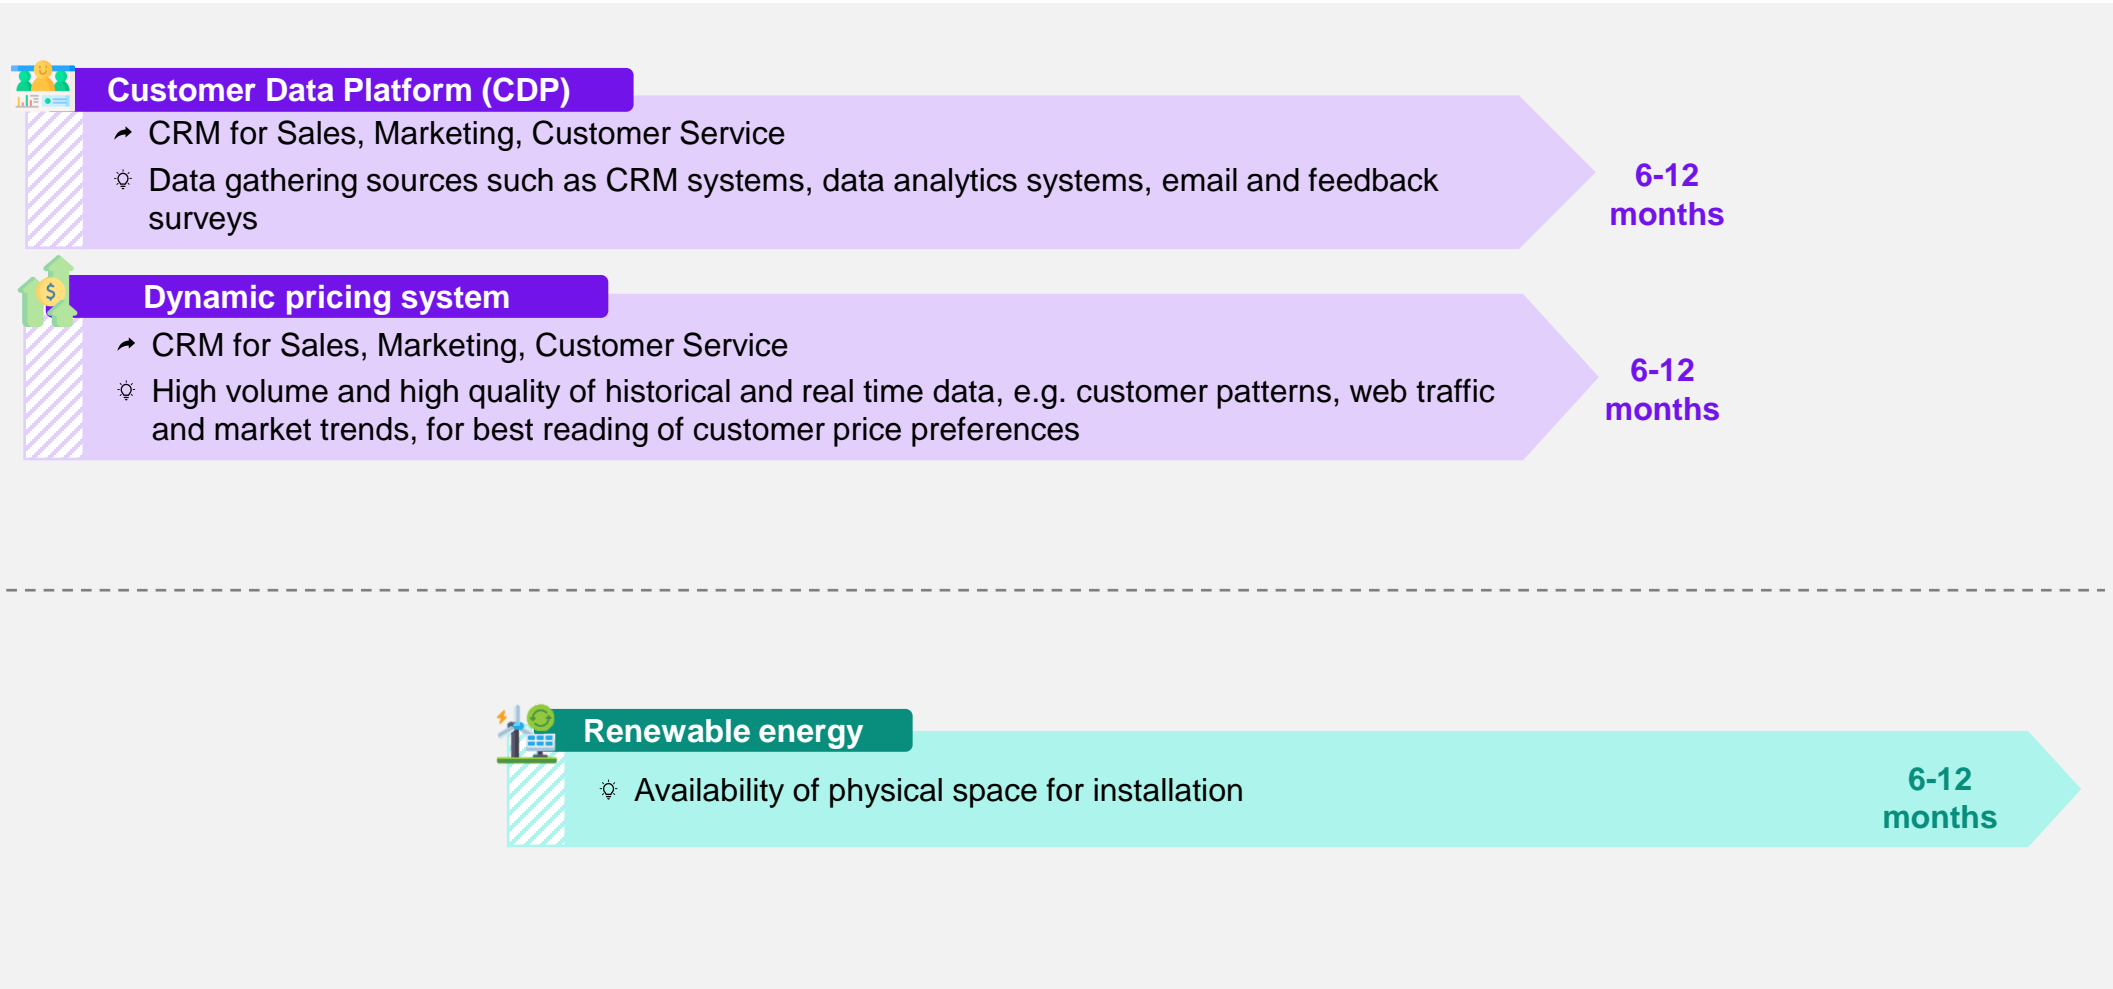 Customer Data Platform (CDP)
CRM for Sales, Marketing, Customer Service
Data gathering sources such as CRM systems, data analytics systems, email and feedback
surveys
6-12
months
Dynamic pricing system
CRM for Sales, Marketing, Customer Service
High volume and high quality of historical and real time data, e.g. customer patterns, web traffic
and market trends, for best reading of customer price preferences
6-12
months
Renewable energy
Availability of physical space for installation
6-12
months